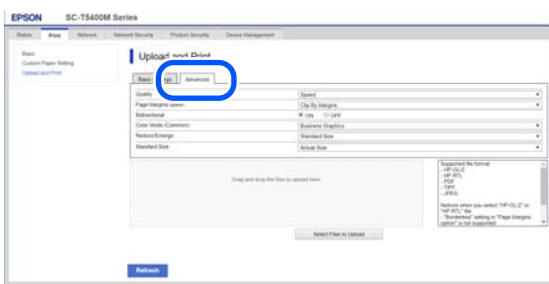 EPSON SC-T5400M Series
Status Print Network Network Security Product Security Device Management
Basic
Custom Paper Setting
Upload and Print
Upload and Print
Basic Advanced
Quality : Speed
Page Margins option : Clip By Margins
Bidirectional : ON OFF
Color Mode (Common) : Business Graphics
Reduce/Enlarge : Standard Size
Standard Size : Actual Size
Drag and drop the files to upload here
Supported file format
- HP-GL/2
- HP RTL
- PDF
- TIFF
- JPEG
Notices when you select "HP-GL/2" or
"HP RTL" file
- "Borderless" setting in "Page Margins
option" is not supported
Select Files to Upload
Refresh